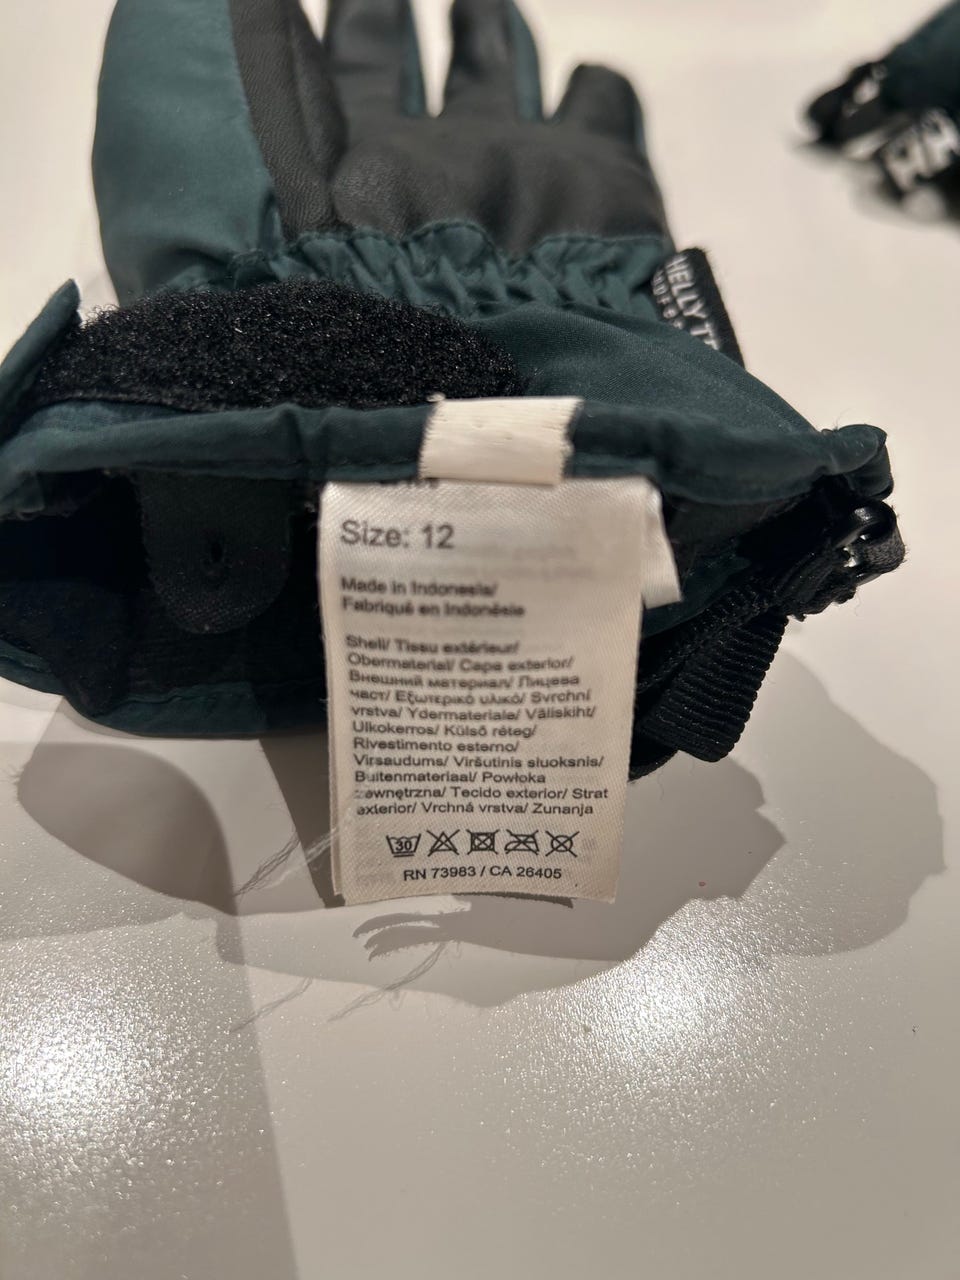 HELLY T
Size: 12
Made in Indonesia/
Fabriqué en Indonésie
Shell/ Tissu extérieur/
Obermaterial/ Capa exterior/
Внешний материал/ Лицева
част/ Εξωτερικό υλικό/ Svrchní
vrstva/ Ydermateriale/ Väliskiht/
Ulkokerros/ Külső réteg/
Rivestimento esterno/
Virsaudums/ Viršutinis sluoksnis/
Buitenmateriaal/ Powłoka
zewnętrzna/ Tecido exterior/ Strat
exterior/ Vrchná vrstva/ Zunanja
30
RN 73983 / CA 26405